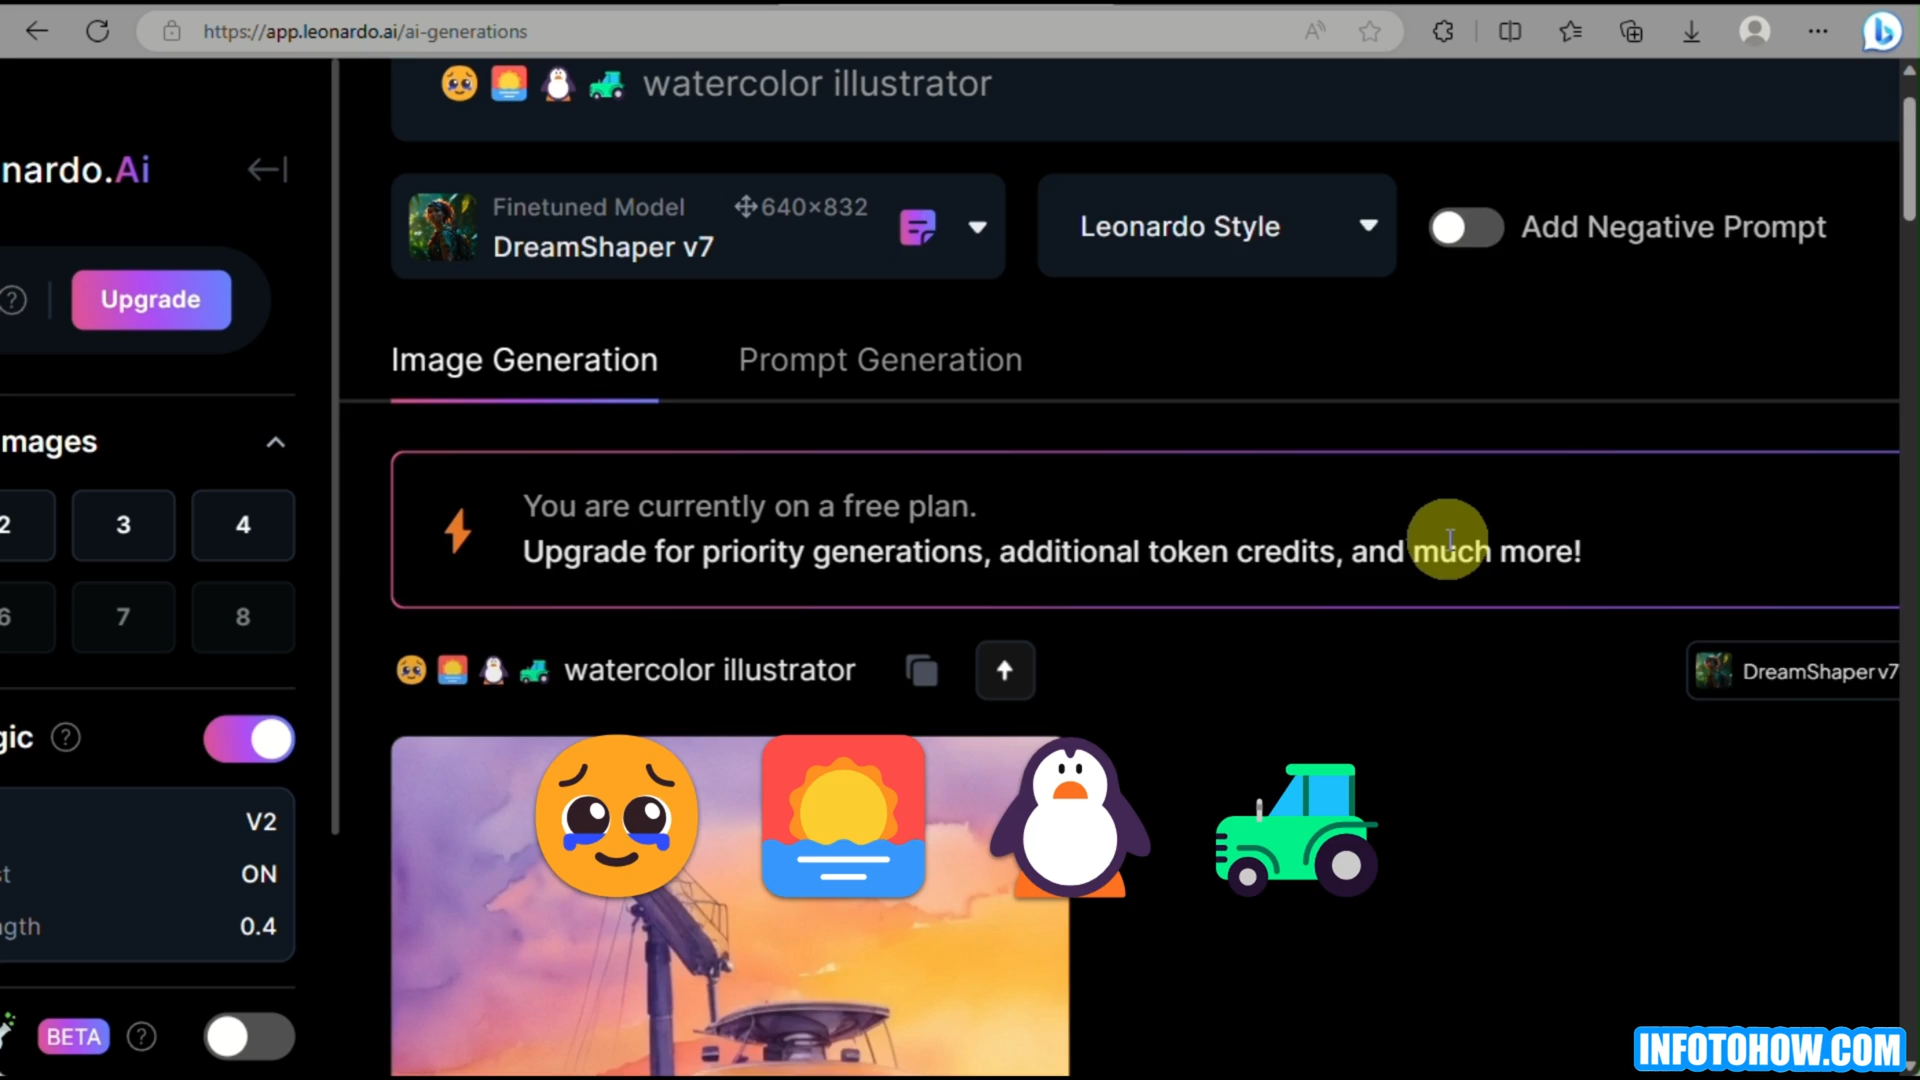 https://app.leonardo.ai/ai-generations
🥹 🌅 🐧 🚜 watercolor illustrator
nardo.Ai
Finetuned Model 640×832
DreamShaper v7
Leonardo Style
Add Negative Prompt
Upgrade
Image Generation Prompt Generation
mages
2 3 4
6 7 8
You are currently on a free plan.
Upgrade for priority generations, additional token credits, and much more!
🥹 🌅 🐧 🚜 watercolor illustrator
DreamShaper v7
gic
V2
st ON
ngth 0.4
BETA
INFOTOHOW.COM